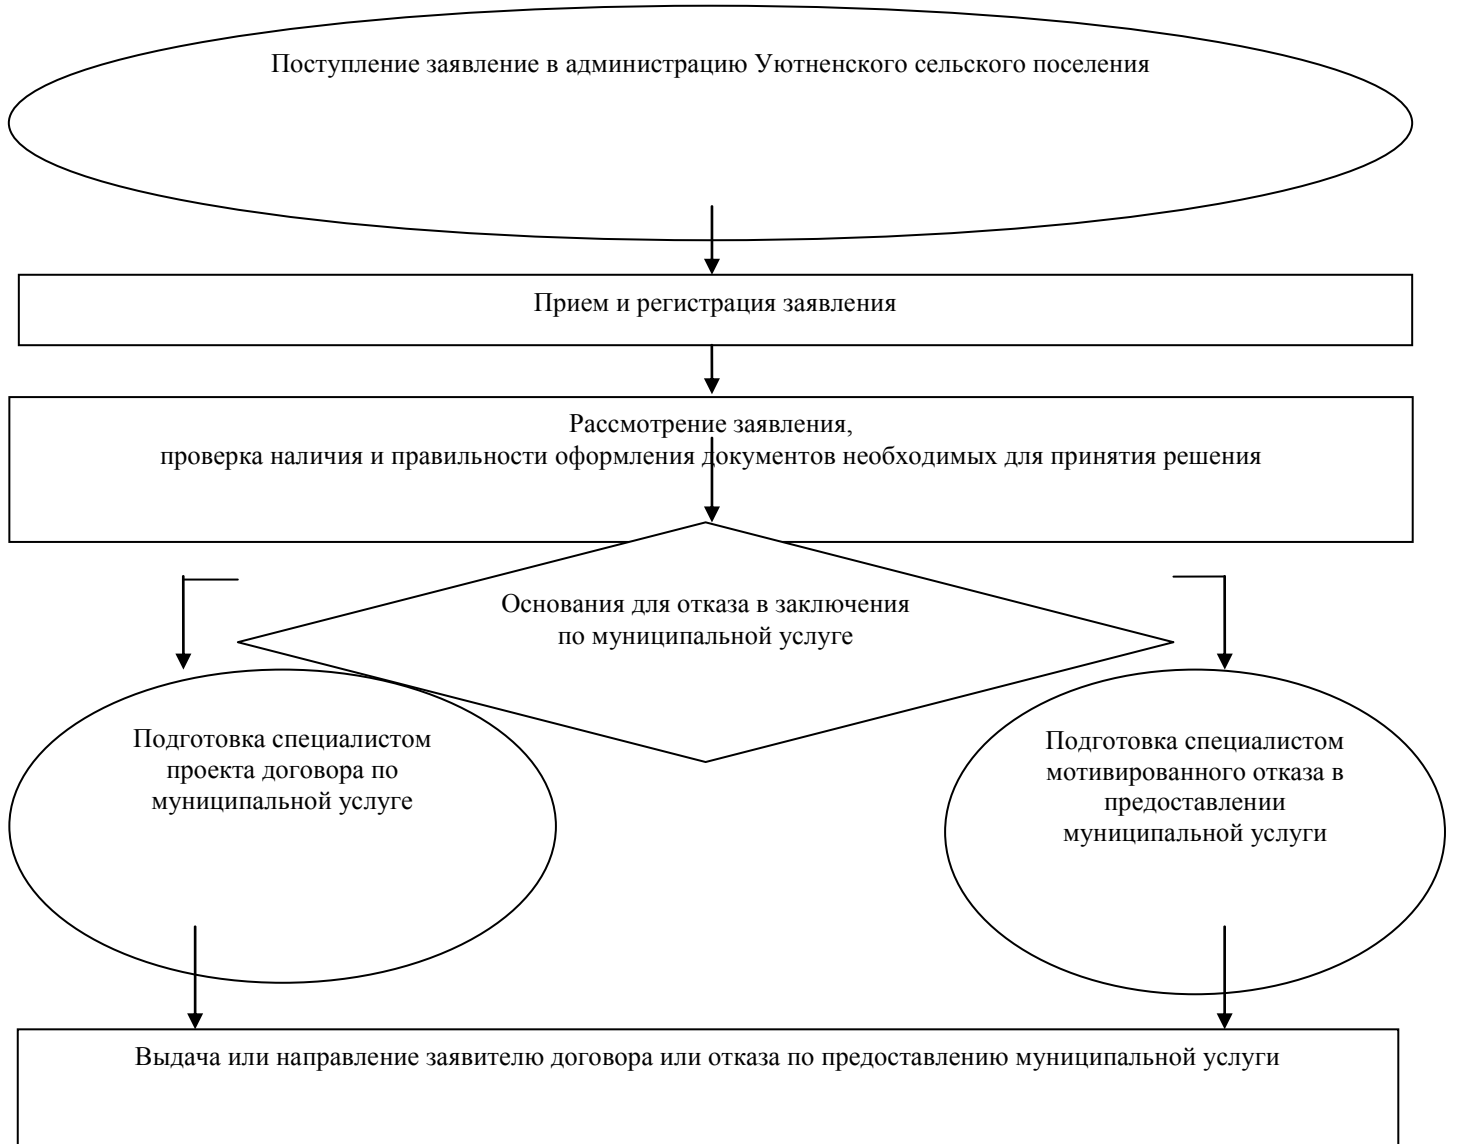 Поступление заявление в администрацию Уютненского сельского поселения
Прием и регистрация заявления
Рассмотрение заявления,
проверка наличия и правильности оформления документов необходимых для принятия решения
Основания для отказа в заключения
по муниципальной услуге
Подготовка специалистом
проекта договора по
муниципальной услуге
Подготовка специалистом
мотивированного отказа в
предоставлении
муниципальной услуги
Выдача или направление заявителю договора или отказа по предоставлению муниципальной услуги